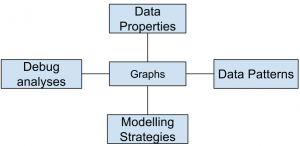 Data
Properties
Debug
analyses
Graphs
Data Patterns
Modelling
Strategies